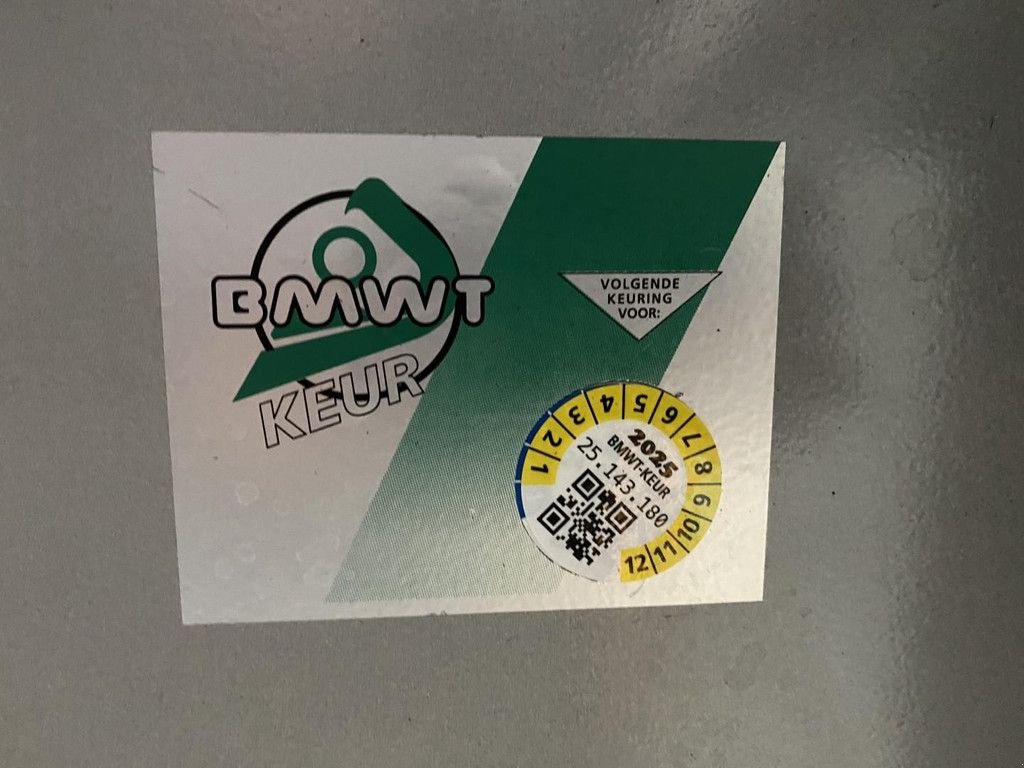 BMWT
KEUR
VOLGENDE
KEURING
VOOR:
1 2 3 4 5 6 7 8 9 10 11 12
2025
BMWT-KEUR
25.143.180